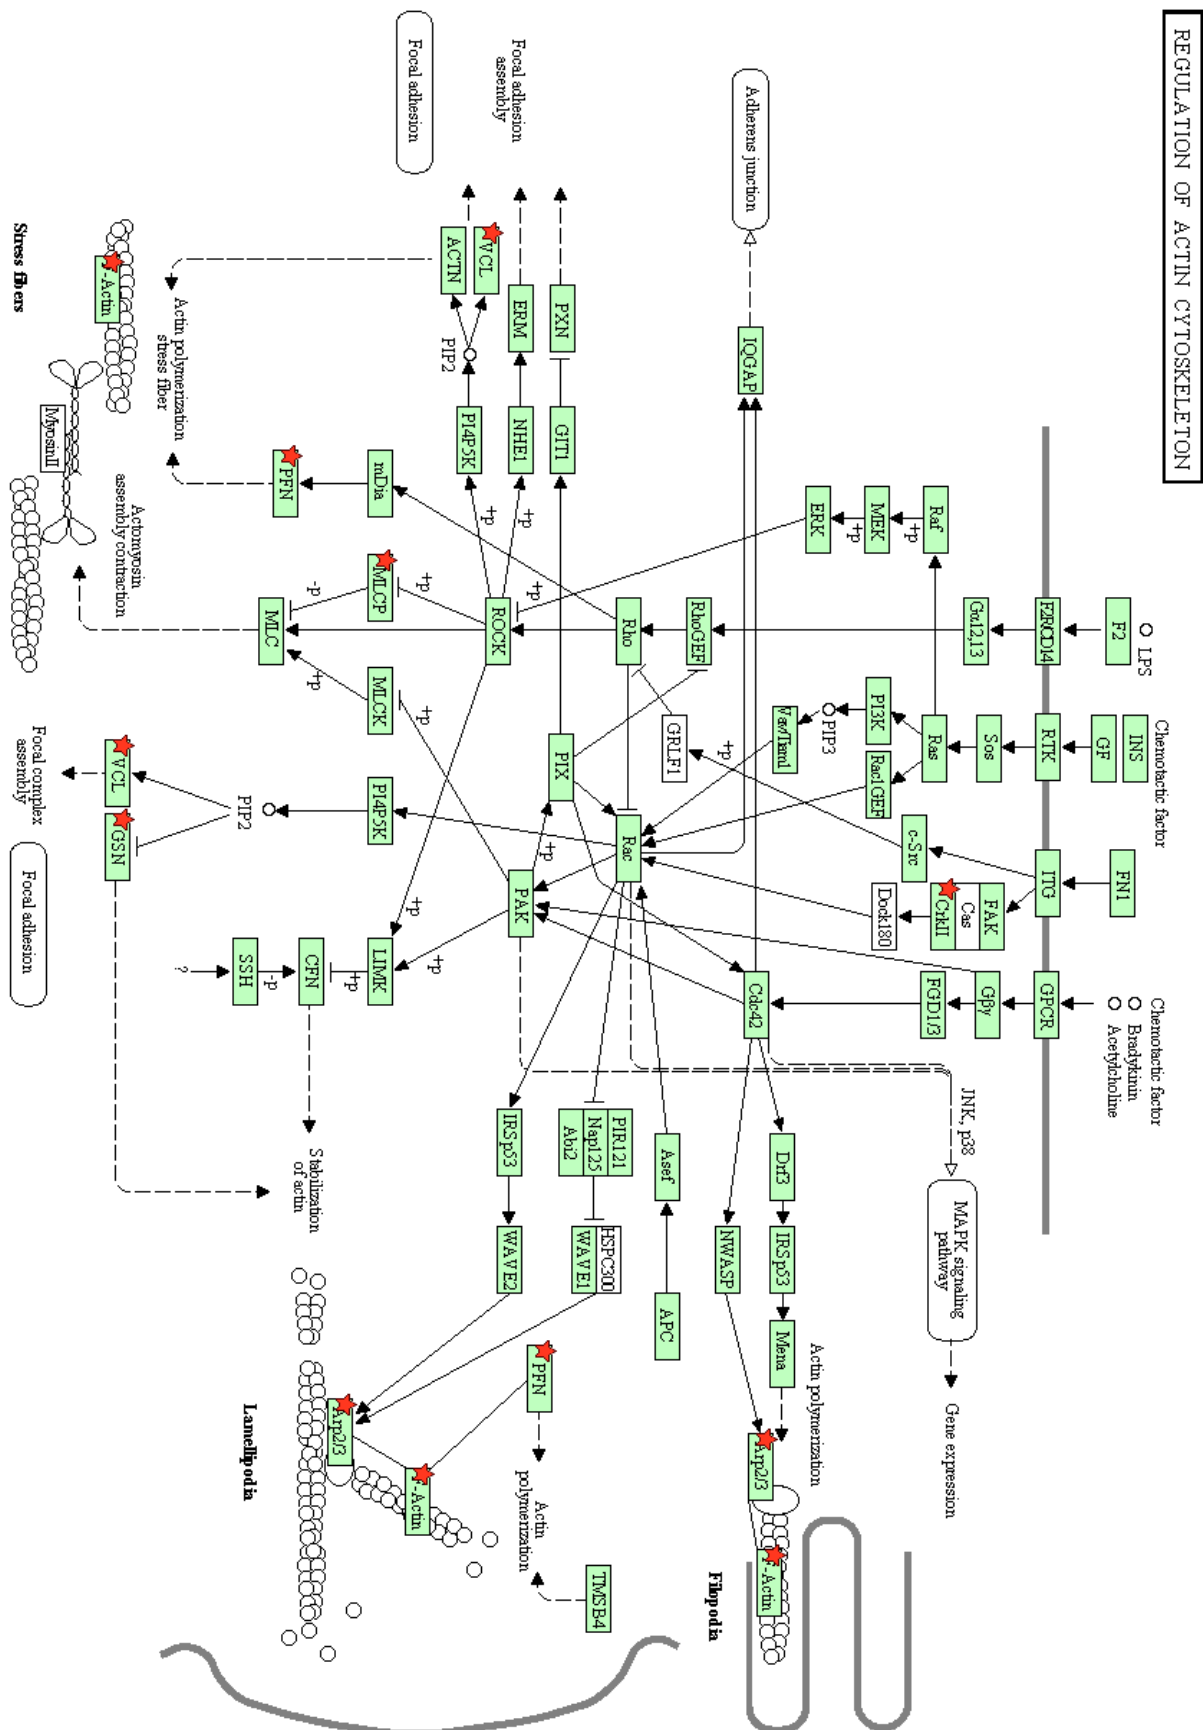 REGULATION OF ACTIN CYTOSKELETON
Chemotactic factor
Bradykinin
Acetylcholine
Chemotactic factor
LPS
F2
INS
GF
FN1
F2R
CD14
RTK
ITG
GPCR
JNK, p38
MAPK signaling
pathway
Gene expression
Gα12,13
Sos
FAK
Cas
CrkII
Gβγ
Raf
Ras
c-Src
FGD1/3
+p
MEK
PI3K
Rac1GEF
Dock180
+p
ERK
PIP3
Vav/Tiam1
Actin polymerization
Adherens junction
IQGAP
+p
Cdc42
Drf3
IRSp53
Mena
Arp2/3
F-Actin
NWASP
Filopodia
RhoGEF
GRLF1
Asef
APC
Rho
Rac
PIR121
Nap125
Abi2
HSPC300
WAVE1
TMSB4
PXN
GIT1
PIX
+p
+p
+p
Focal adhesion
assembly
ERM
NHE1
ROCK
PAK
IRSp53
WAVE2
PFN
Actin
polymerization
VCL
ACTN
PIP2
PI4P5K
+p
+p
+p
+p
+p
Focal adhesion
mDia
MLCP
MLCK
PI4P5K
LIMK
F-Actin
+p
-p
+p
Arp2/3
PFN
MLC
PIP2
CFN
Stabilization
of actin
-p
SSH
?
Lamellipodia
Actin polymerization
stress fiber
F-Actin
Actomyosin
assembly contraction
VCL
GSN
MyosinII
Focal complex
assembly
Focal adhesion
Stress fibers